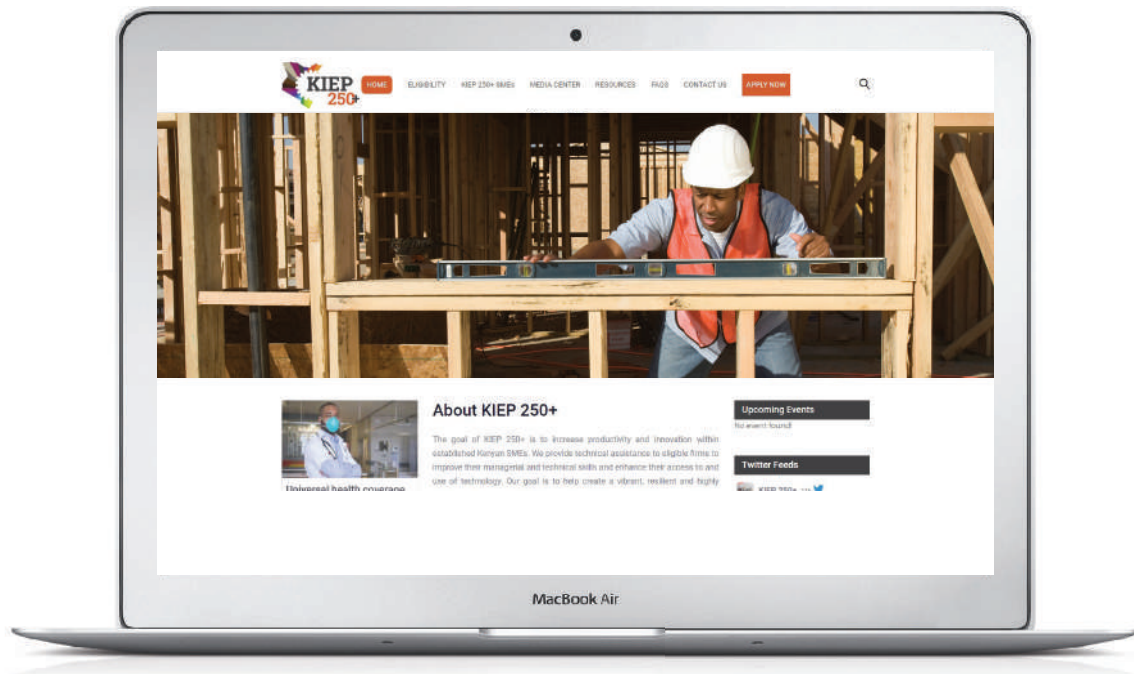 KIEP
250+
HOME ELIGIBILITY KIEP 250+ SMEs MEDIA CENTER RESOURCES FAQS CONTACT US APPLY NOW
About KIEP 250+
The goal of KIEP 250+ is to increase productivity and innovation within
established Kenyan SMEs. We provide technical assistance to eligible firms to
improve their managerial and technical skills and enhance their access to and
use of technology. Our goal is to help create a vibrant, resilient and highly
Universal health coverage
Upcoming Events
No event found!
Twitter Feeds
KIEP 250+
MacBook Air